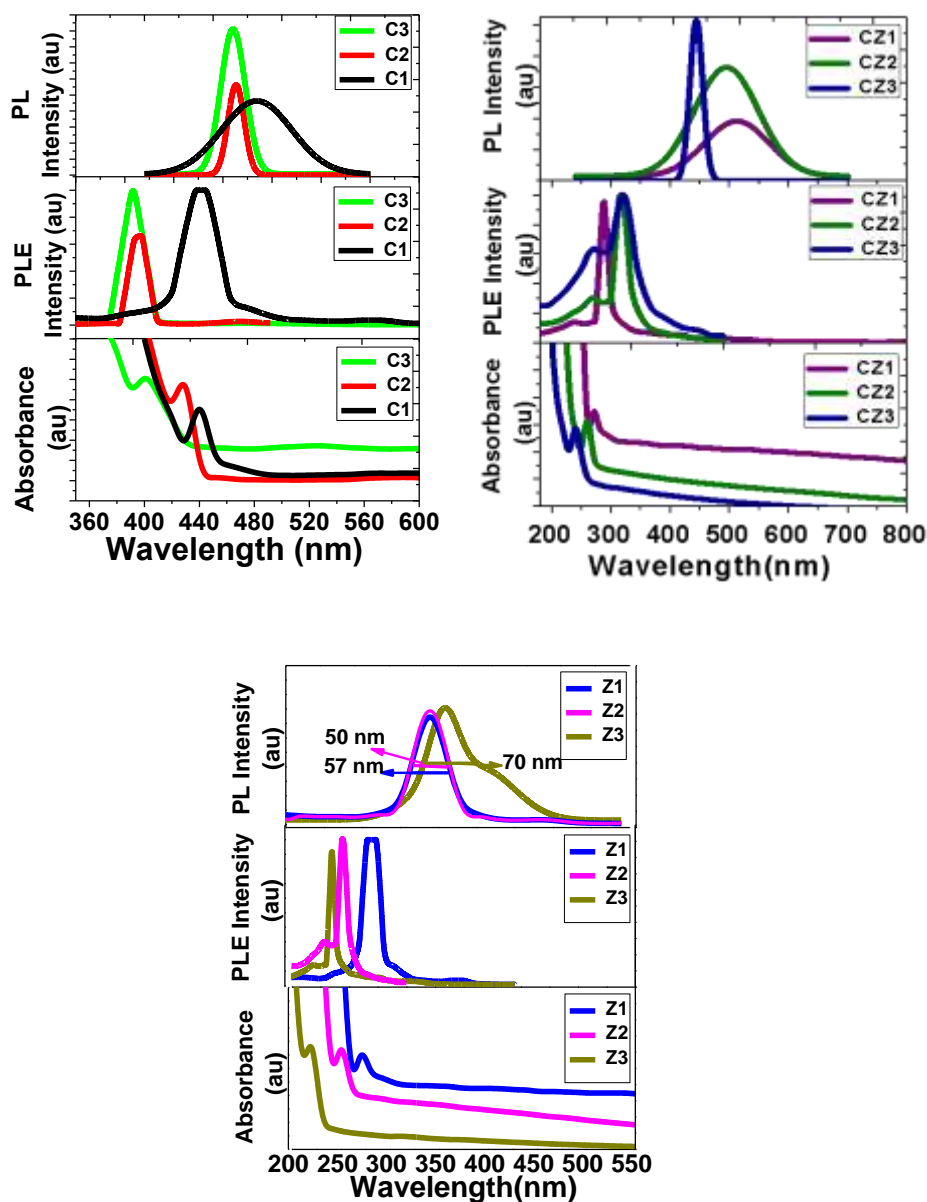 PL
Intensity (au)
C3
C2
C1
PLE
Intensity (au)
C3
C2
C1
Absorbance
(au)
C3
C2
C1
360 400 440 480 520 560 600
Wavelength (nm)
PL Intensity
(au)
CZ1
CZ2
CZ3
PLE Intensity
(au)
CZ1
CZ2
CZ3
Absorbance
(au)
CZ1
CZ2
CZ3
200 300 400 500 600 700 800
Wavelength(nm)
PL Intensity
(au)
Z1
Z2
Z3
50 nm
70 nm
57 nm
PLE Intensity
(au)
Z1
Z2
Z3
Absorbance
(au)
Z1
Z2
Z3
200 250 300 350 400 450 500 550
Wavelength(nm)